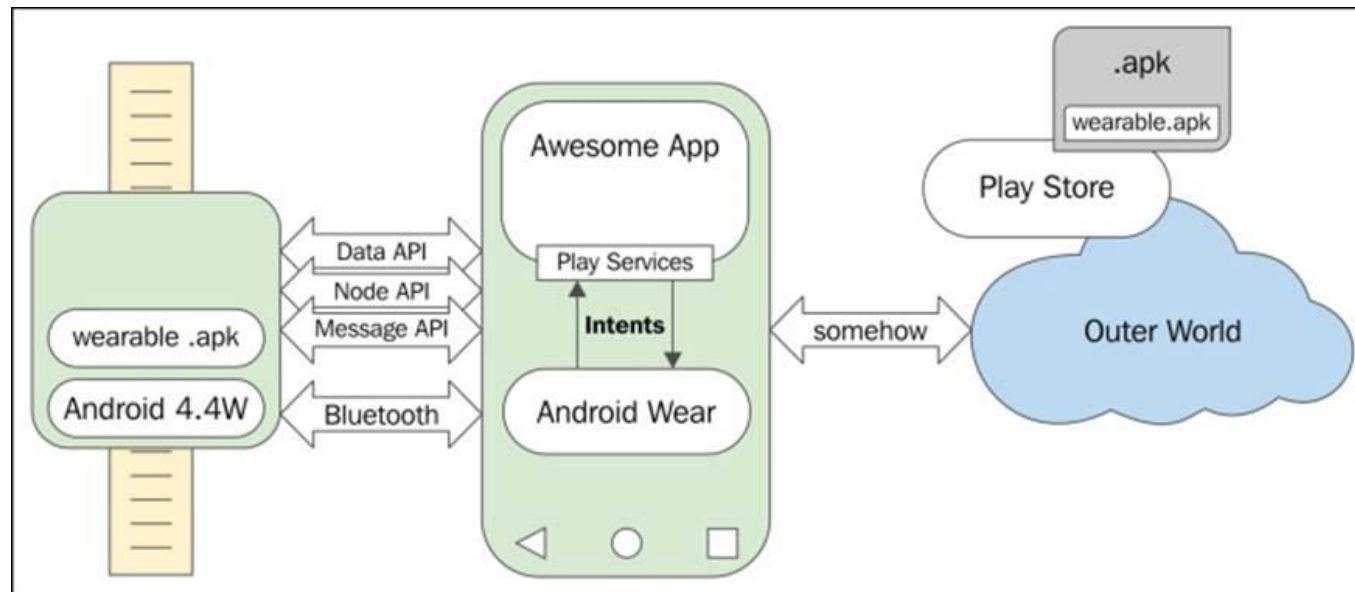 .apk
wearable.apk
Play Store
Outer World
somehow
Awesome App
Play Services
Intents
Android Wear
Data API
Node API
Message API
Bluetooth
wearable .apk
Android 4.4W